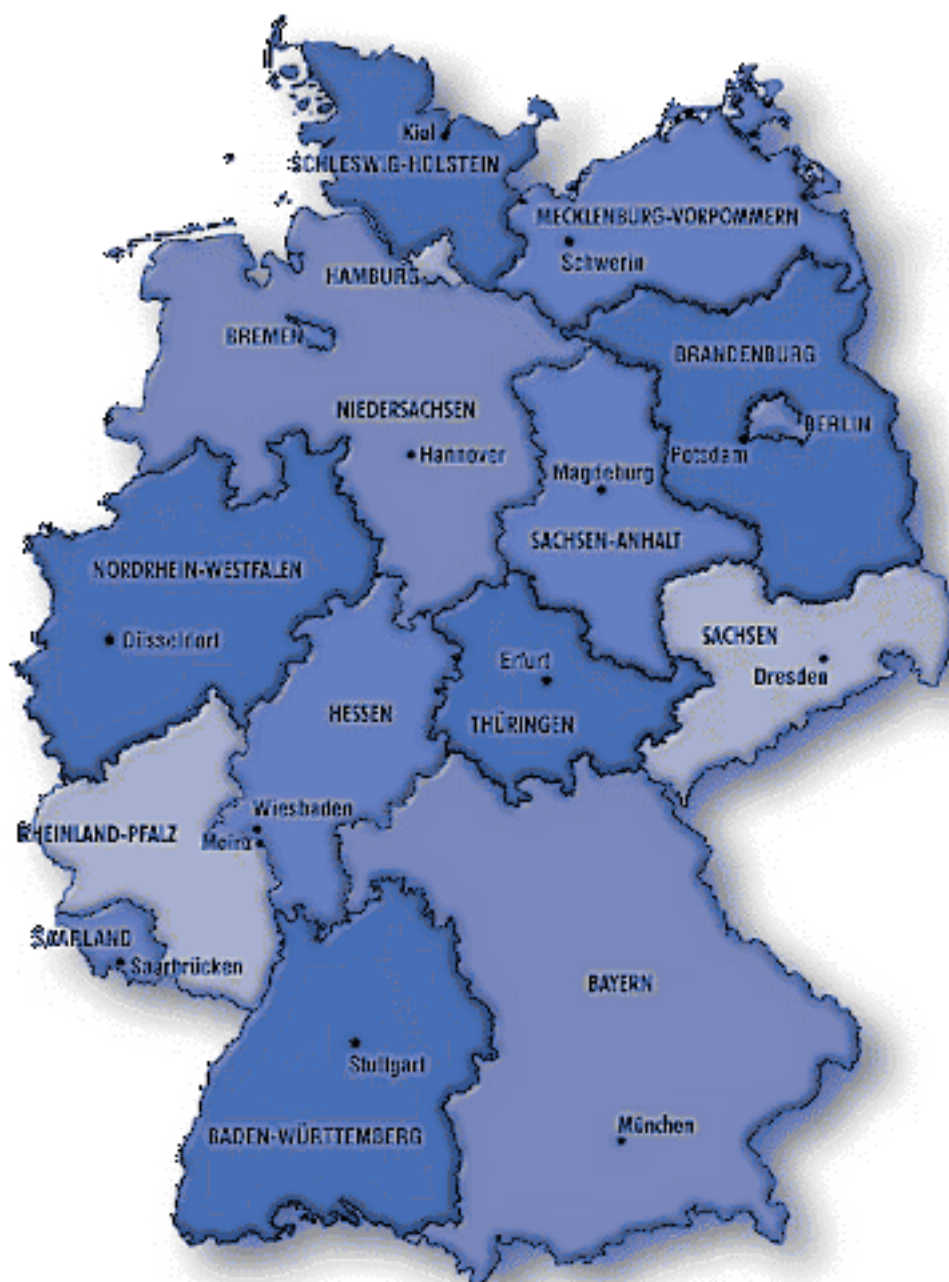 Kiel
SCHLESWIG-HOLSTEIN
MECKLENBURG-VORPOMMERN
Schwerin
HAMBURG
BREMEN
BRANDENBURG
NIEDERSACHSEN
BERLIN
Hannover
Potsdam
Magdeburg
SACHSEN-ANHALT
NORDRHEIN-WESTFALEN
Düsseldorf
SACHSEN
Erfurt
Dresden
HESSEN
THÜRINGEN
Wiesbaden
RHEINLAND-PFALZ
Mainz
SAARLAND
Saarbrücken
BAYERN
Stuttgart
BADEN-WÜRTTEMBERG
München